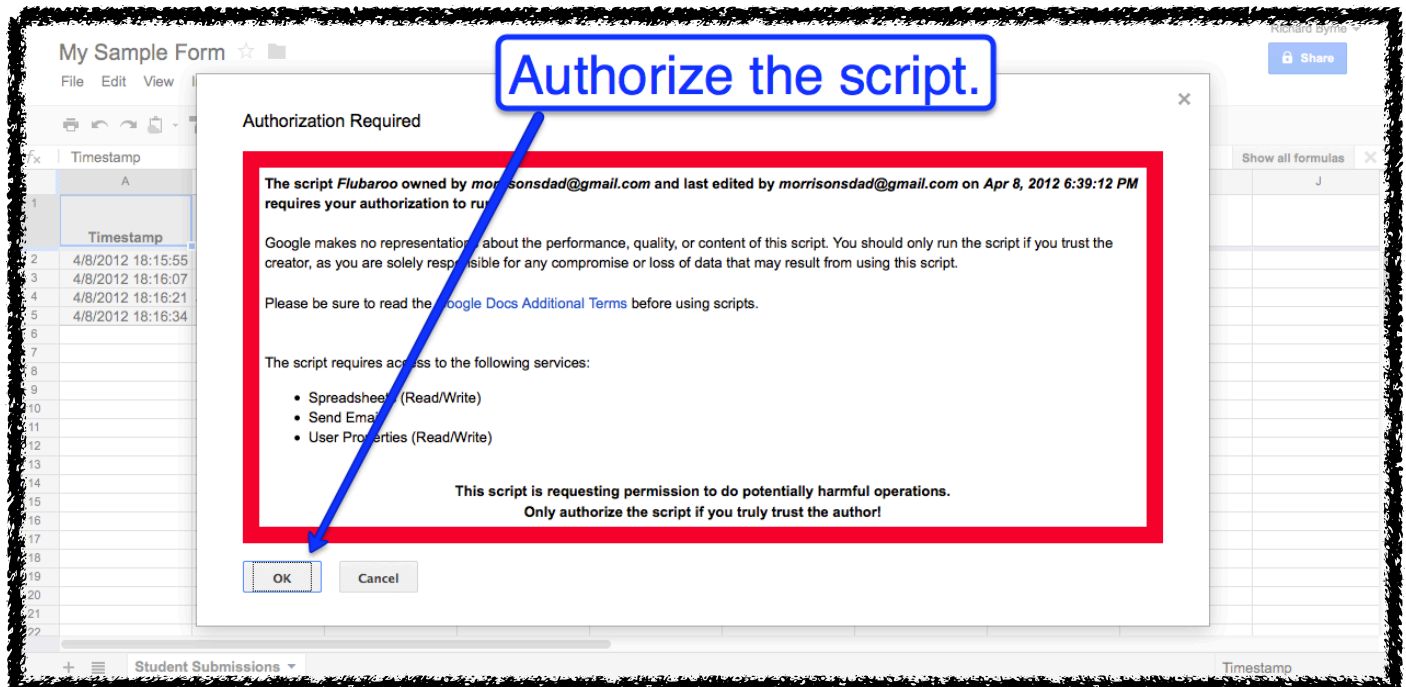 Richard Byrne
My Sample Form
Share
File Edit View
Authorize the script.
Authorization Required
Timestamp
Show all formulas
A
J
The script Flubaroo owned by morrisonsdad@gmail.com and last edited by morrisonsdad@gmail.com on Apr 8, 2012 6:39:12 PM
requires your authorization to run
Google makes no representations about the performance, quality, or content of this script. You should only run the script if you trust the
creator, as you are solely responsible for any compromise or loss of data that may result from using this script.
Please be sure to read the Google Docs Additional Terms before using scripts.
The script requires access to the following services:
• Spreadsheets (Read/Write)
• Send Email
• User Properties (Read/Write)
This script is requesting permission to do potentially harmful operations.
Only authorize the script if you truly trust the author!
OK Cancel
1 Timestamp
2 4/8/2012 18:15:55
3 4/8/2012 18:16:07
4 4/8/2012 18:16:21
5 4/8/2012 18:16:34
6
7
8
9
10
11
12
13
14
15
16
17
18
19
20
21
22
Student Submissions
Timestamp